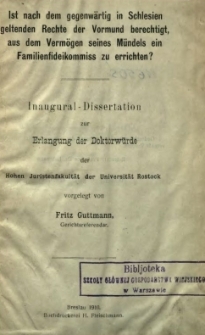 Ist nach dem gegenwärtig in Schlesien
geltenden Rechte der Vormund berechtigt,
aus dem Vermögen seines Mündels ein
Familienfideikommiss zu errichten?
Inaugural-Dissertation
zur
Erlangung der Doktorwürde
der
Hohen Juristenfakultät der Universität Rostock
vorgelegt von
Fritz Guttmann,
Gerichtsreferendar.
Biblioteka
SZKOŁY GŁÓWNEJ GOSPODARSTWA WIEJSKIEGO
w Warszawie
Breslau